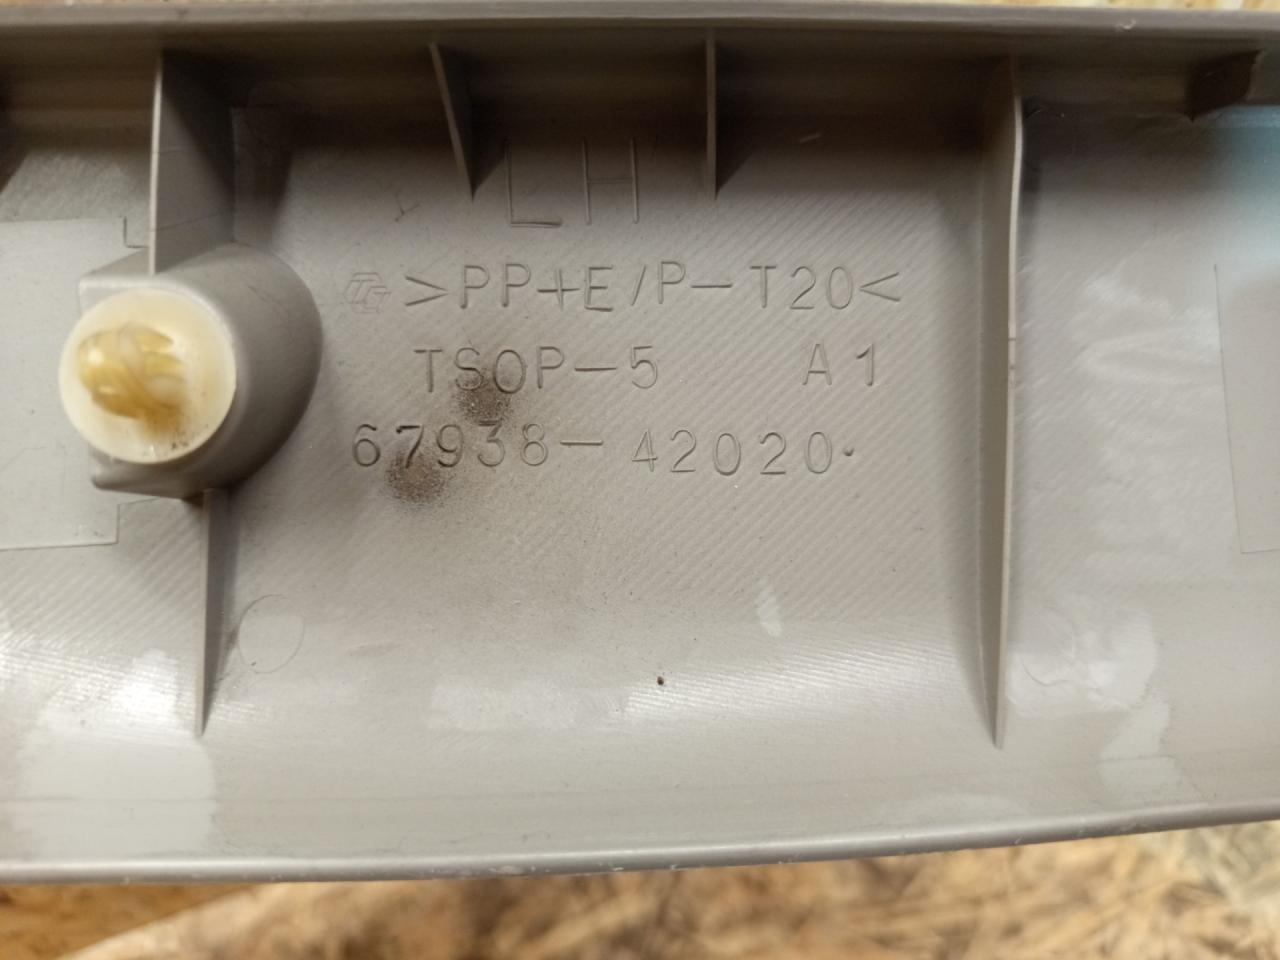 LH
>PP+E/P-T20<
TSOP-5 A1
67938-42020